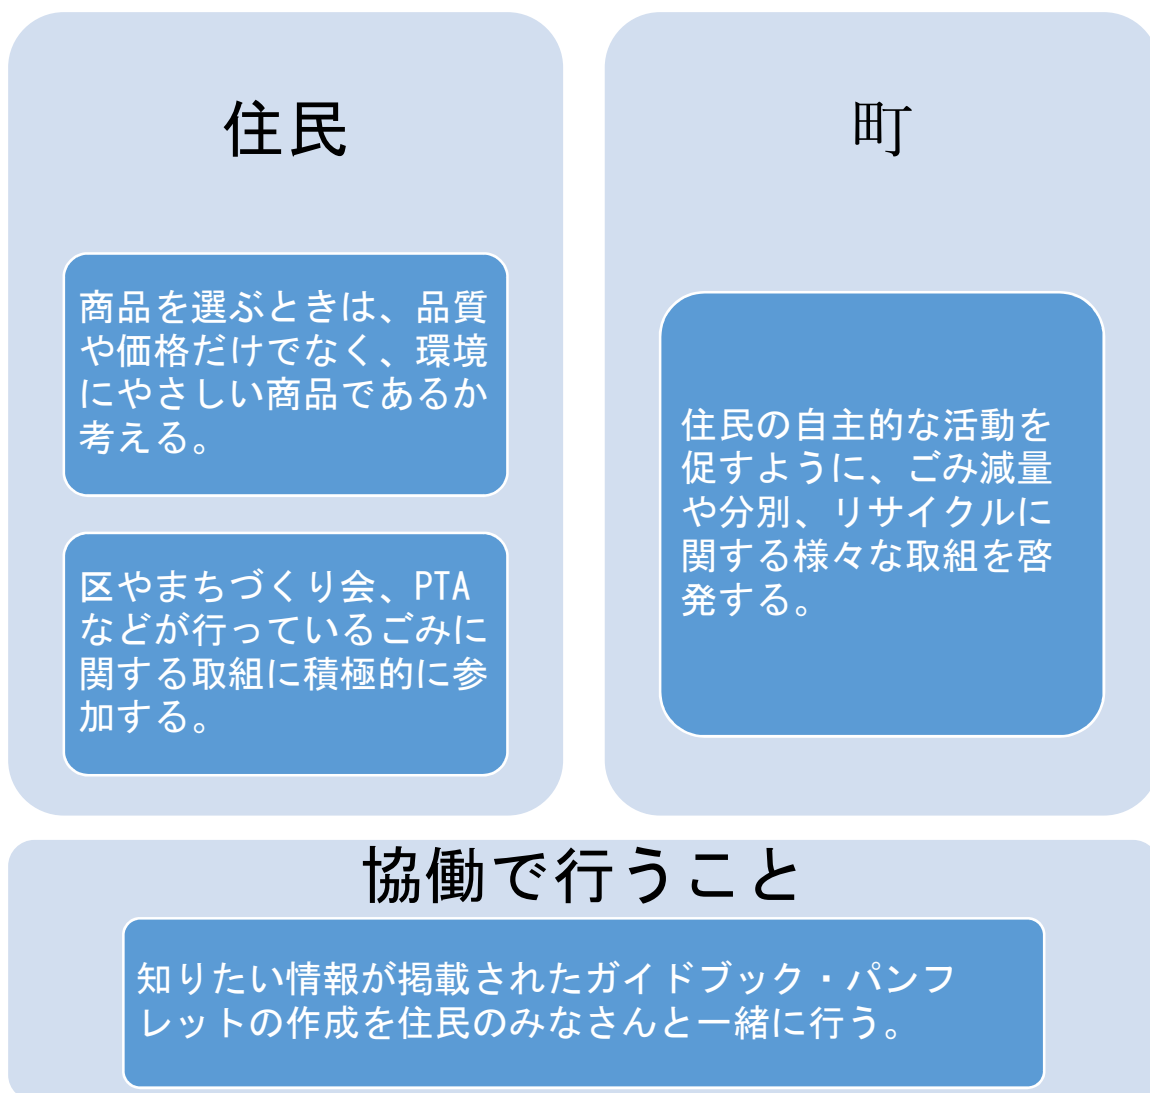 住民
商品を選ぶときは、品質
や価格だけでなく、環境
にやさしい商品であるか
考える。
区やまちづくり会、PTA
などが行っているごみに
関する取組に積極的に参
加する。
町
住民の自主的な活動を
促すように、ごみ減量
や分別、リサイクルに
関する様々な取組を啓
発する。
協働で行うこと
知りたい情報が掲載されたガイドブック・パンフ
レットの作成を住民のみなさんと一緒に行う。